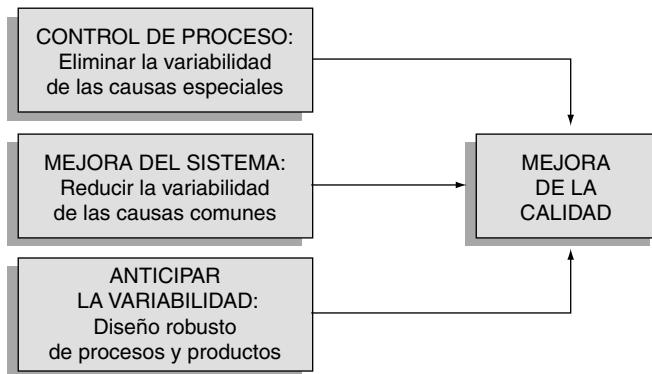 CONTROL DE PROCESO:
Eliminar la variabilidad
de las causas especiales
MEJORA DEL SISTEMA:
Reducir la variabilidad
de las causas comunes
MEJORA
DE LA
CALIDAD
ANTICIPAR
LA VARIABILIDAD:
Diseño robusto
de procesos y productos